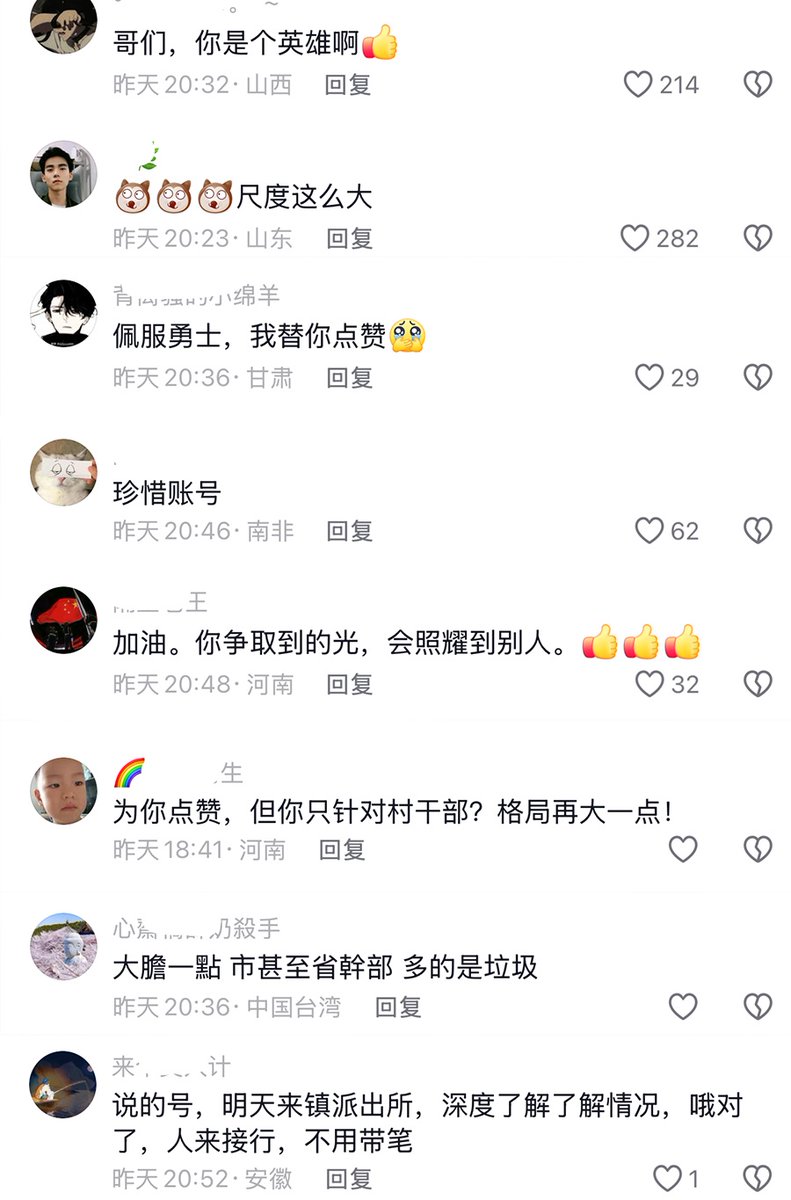 哥们，你是个英雄啊👍
昨天 20:32 · 山西 回复 214
尺度这么大
昨天 20:23 · 山东 回复 282
小绵羊
佩服勇士，我替你点赞🥹
昨天 20:36 · 甘肃 回复 29
珍惜账号
昨天 20:46 · 南非 回复 62
王
加油。你争取到的光，会照耀到别人。👍👍👍
昨天 20:48 · 河南 回复 32
🌈 生
为你点赞，但你只针对村干部？格局再大一点！
昨天 18:41 · 河南 回复
心 奶殺手
大膽一點 市甚至省幹部 多的是垃圾
昨天 20:36 · 中国台湾 回复
来 计
说的号，明天来镇派出所，深度了解了解情况，哦对
了，人来接行，不用带笔
昨天 20:52 · 安徽 回复 1